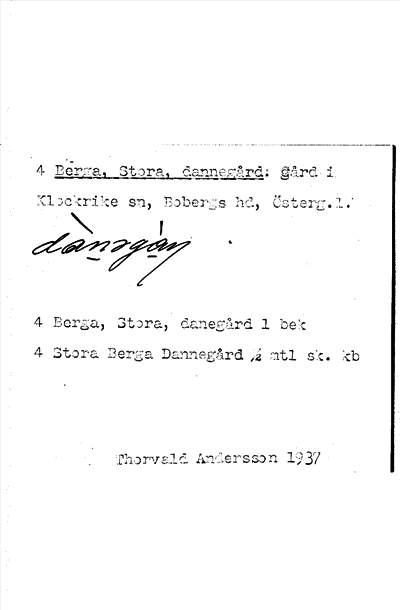 4 Berga, Stora, dannegård: Gård i
Klockrike sn, Bobergs hd, Österg.l.
4 Berga, Stora, danegård 1 bek
4 Stora Berga Dannegård ½ mtl sk. kb
Thorvald Andersson 1937